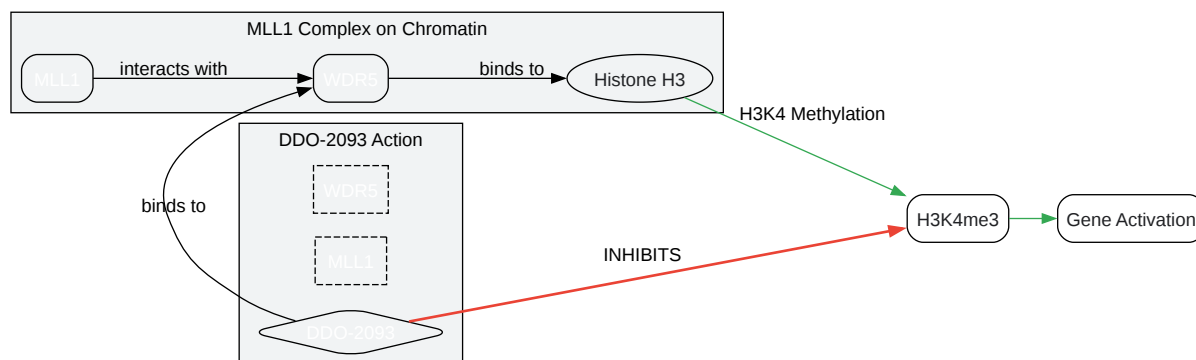 MLL1 Complex on Chromatin
MLL1
interacts with
WDR5
binds to
Histone H3
H3K4 Methylation
DDO-2093 Action
WDR5
binds to
H3K4me3
Gene Activation
MLL1
INHIBITS
DDO-2093